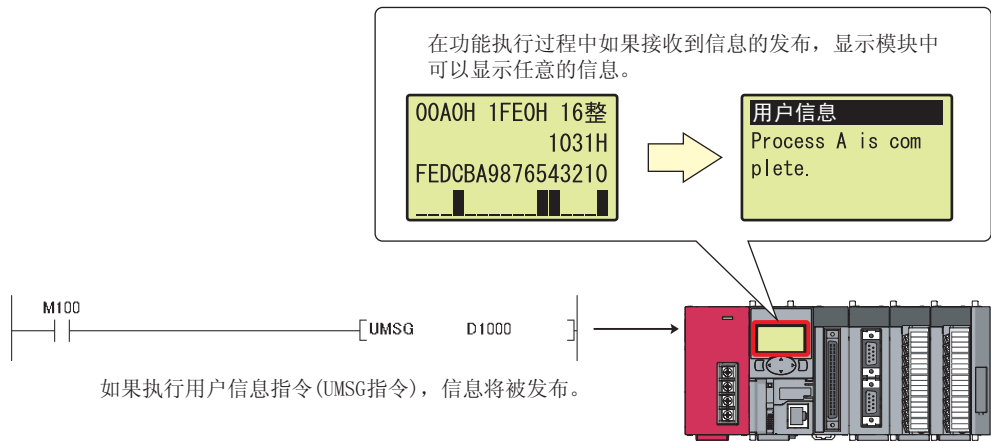 在功能执行过程中如果接收到信息的发布，显示模块中
可以显示任意的信息。
00A0H 1FE0H 16整
1031H
FEDCBA9876543210
用户信息
Process A is com
plete.
M100
UMSG D1000
如果执行用户信息指令(UMSG指令)，信息将被发布。